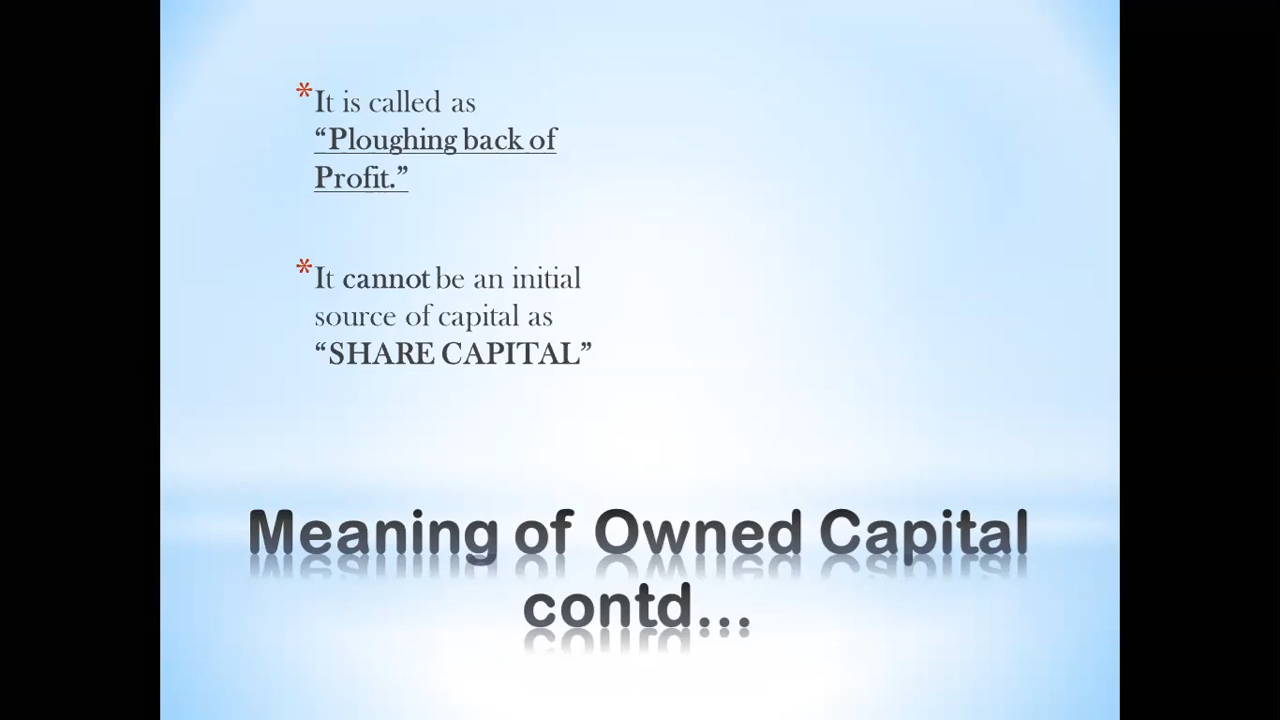 * It is called as
“Ploughing back of
Profit.”
* It cannot be an initial
source of capital as
“SHARE CAPITAL”
Meaning of Owned Capital
contd...